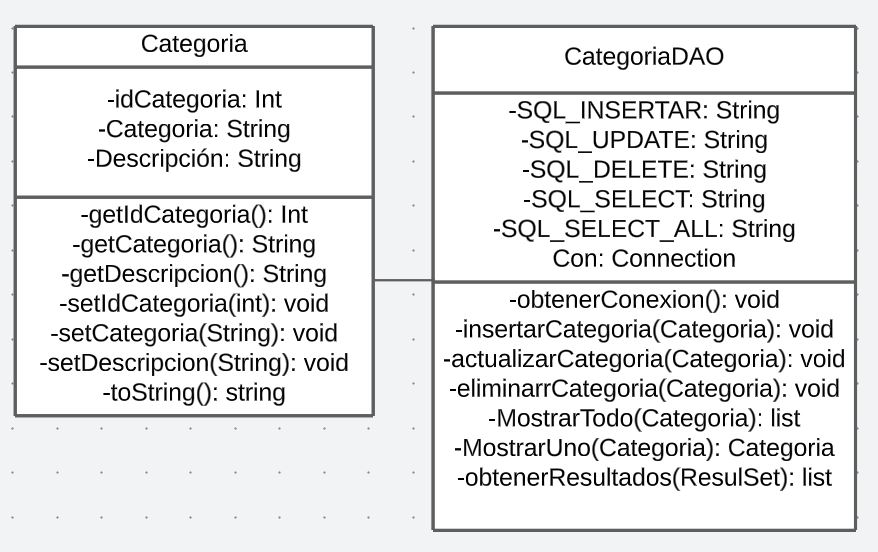 Categoria
-idCategoria: Int
-Categoria: String
-Descripción: String
-getIdCategoria(): Int
-getCategoria(): String
-getDescripcion(): String
-setIdCategoria(int): void
-setCategoria(String): void
-setDescripcion(String): void
-toString(): string
CategoriaDAO
-SQL_INSERTAR: String
-SQL_UPDATE: String
-SQL_DELETE: String
-SQL_SELECT: String
-SQL_SELECT_ALL: String
Con: Connection
-obtenerConexion(): void
-insertarCategoria(Categoria): void
-actualizarCategoria(Categoria): void
-eliminarrCategoria(Categoria): void
-MostrarTodo(Categoria): list
-MostrarUno(Categoria): Categoria
-obtenerResultados(ResulSet): list